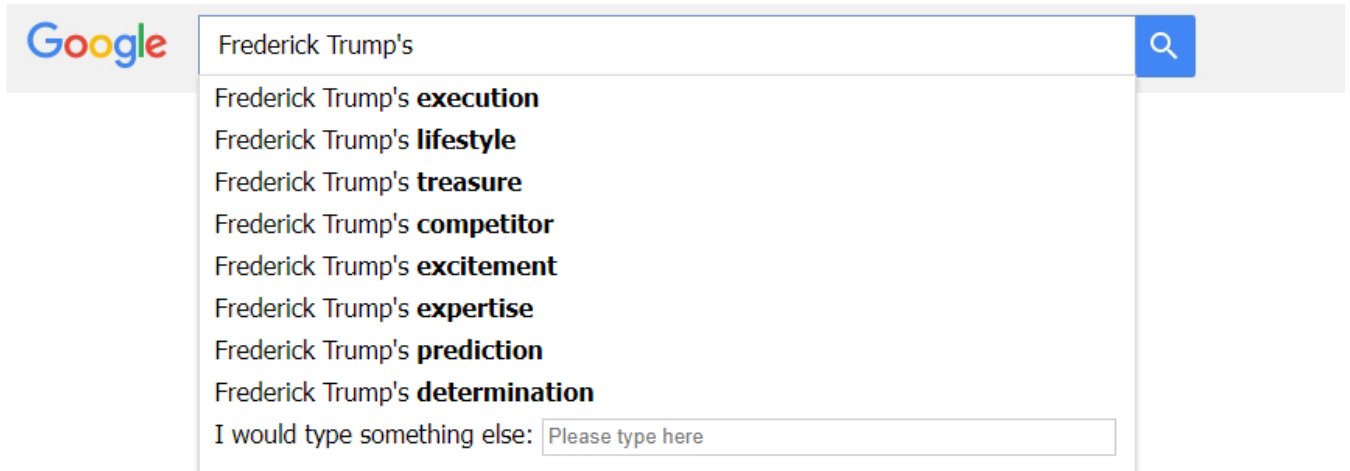 Google Frederick Trump's
Frederick Trump's execution
Frederick Trump's lifestyle
Frederick Trump's treasure
Frederick Trump's competitor
Frederick Trump's excitement
Frederick Trump's expertise
Frederick Trump's prediction
Frederick Trump's determination
I would type something else: Please type here